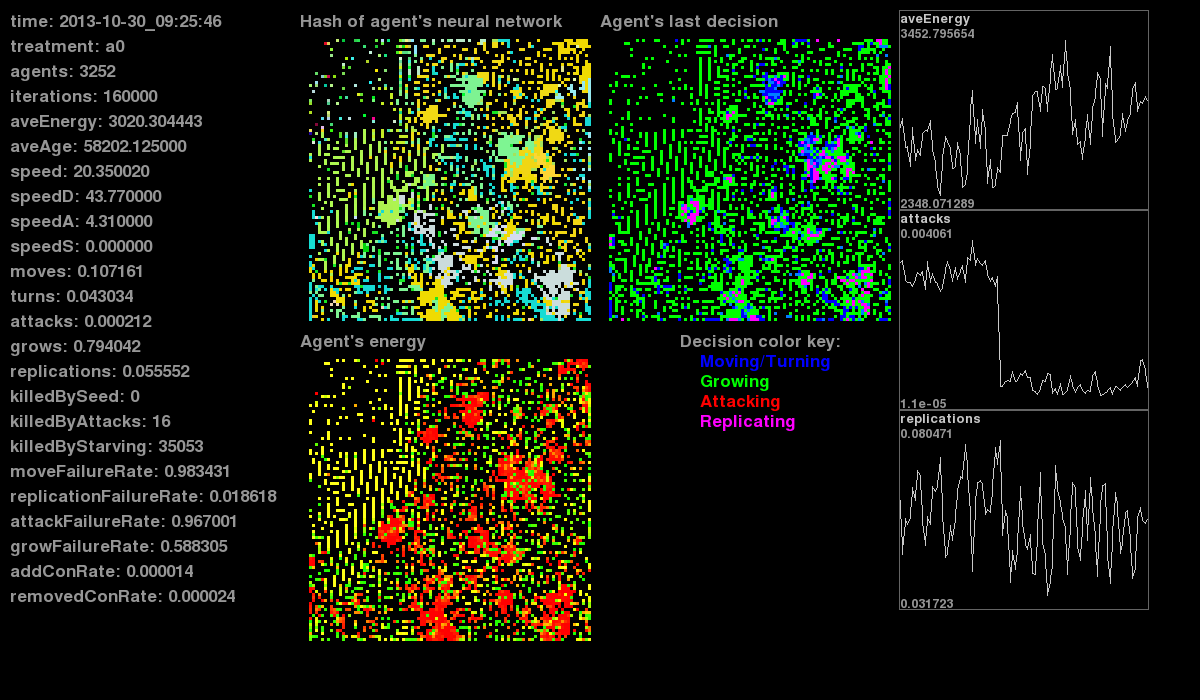 time: 2013-10-30_09:25:46
treatment: a0
agents: 3252
iterations: 160000
aveEnergy: 3020.304443
aveAge: 58202.125000
speed: 20.350020
speedD: 43.770000
speedA: 4.310000
speedS: 0.000000
moves: 0.107161
turns: 0.043034
attacks: 0.000212
grows: 0.794042
replications: 0.055552
killedBySeed: 0
killedByAttacks: 16
killedByStarving: 35053
moveFailureRate: 0.983431
replicationFailureRate: 0.018618
attackFailureRate: 0.967001
growFailureRate: 0.588305
addConRate: 0.000014
removedConRate: 0.000024
Hash of agent's neural network
Agent's last decision
Agent's energy
Decision color key:
Moving/Turning
Growing
Attacking
Replicating
aveEnergy
3452.795654
2348.071289
attacks
0.004061
1.1e-05
replications
0.080471
0.031723